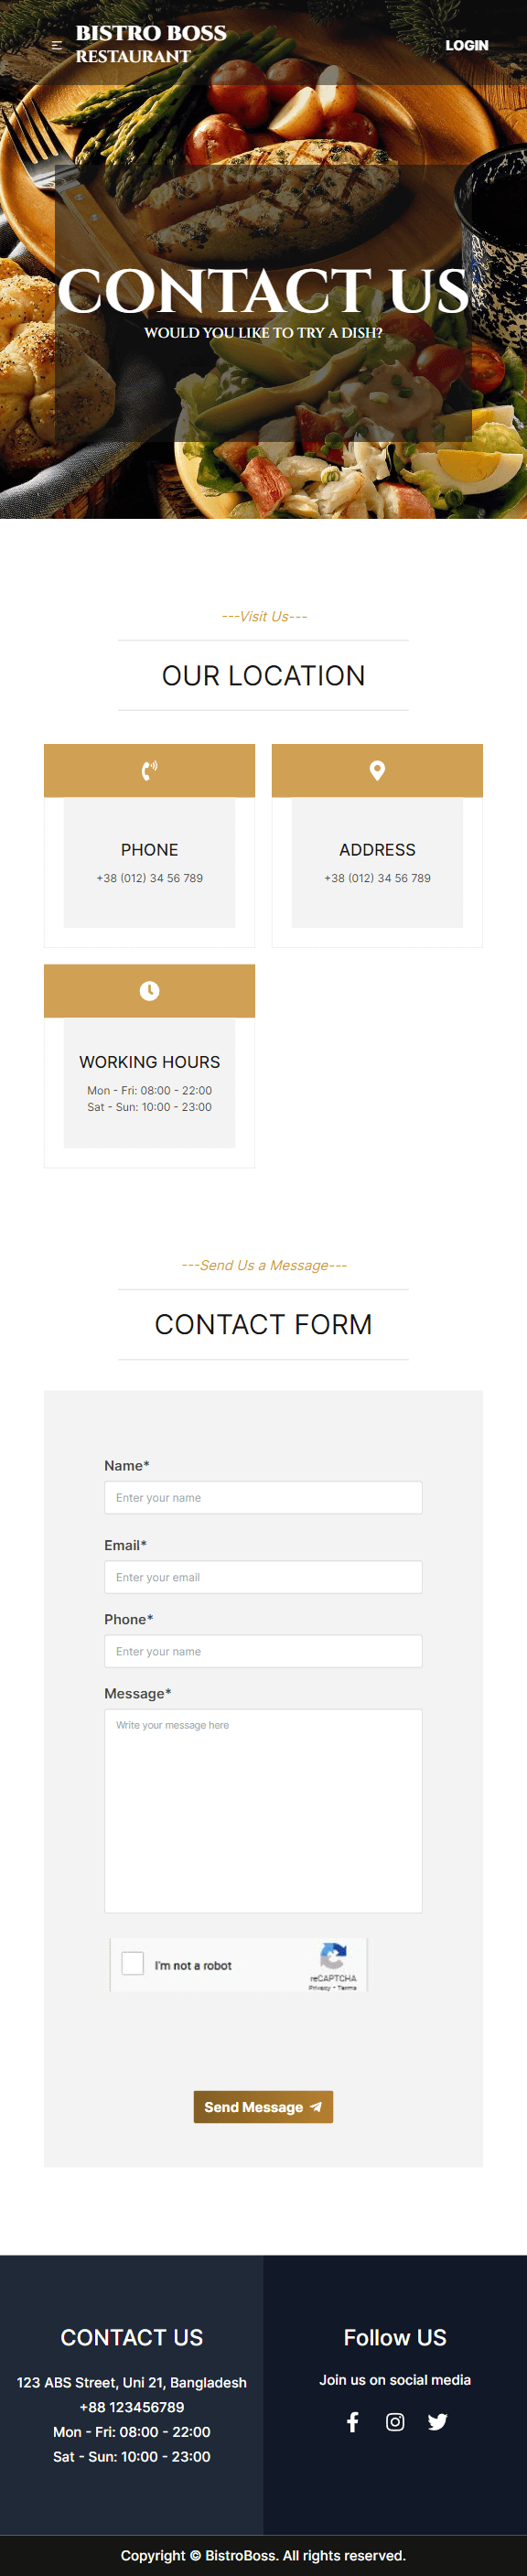 BISTRO BOSS
RESTAURANT
LOGIN
CONTACT US
WOULD YOU LIKE TO TRY A DISH?
---Visit Us---
OUR LOCATION
PHONE
+38 (012) 34 56 789
ADDRESS
+38 (012) 34 56 789
WORKING HOURS
Mon - Fri: 08:00 - 22:00
Sat - Sun: 10:00 - 23:00
---Send Us a Message---
CONTACT FORM
Name*
Enter your name
Email*
Enter your email
Phone*
Enter your name
Message*
Write your message here
I'm not a robot
reCAPTCHA
Privacy - Terms
Send Message
CONTACT US
123 ABS Street, Uni 21, Bangladesh
+88 123456789
Mon - Fri: 08:00 - 22:00
Sat - Sun: 10:00 - 23:00
Follow US
Join us on social media
Copyright © BistroBoss. All rights reserved.